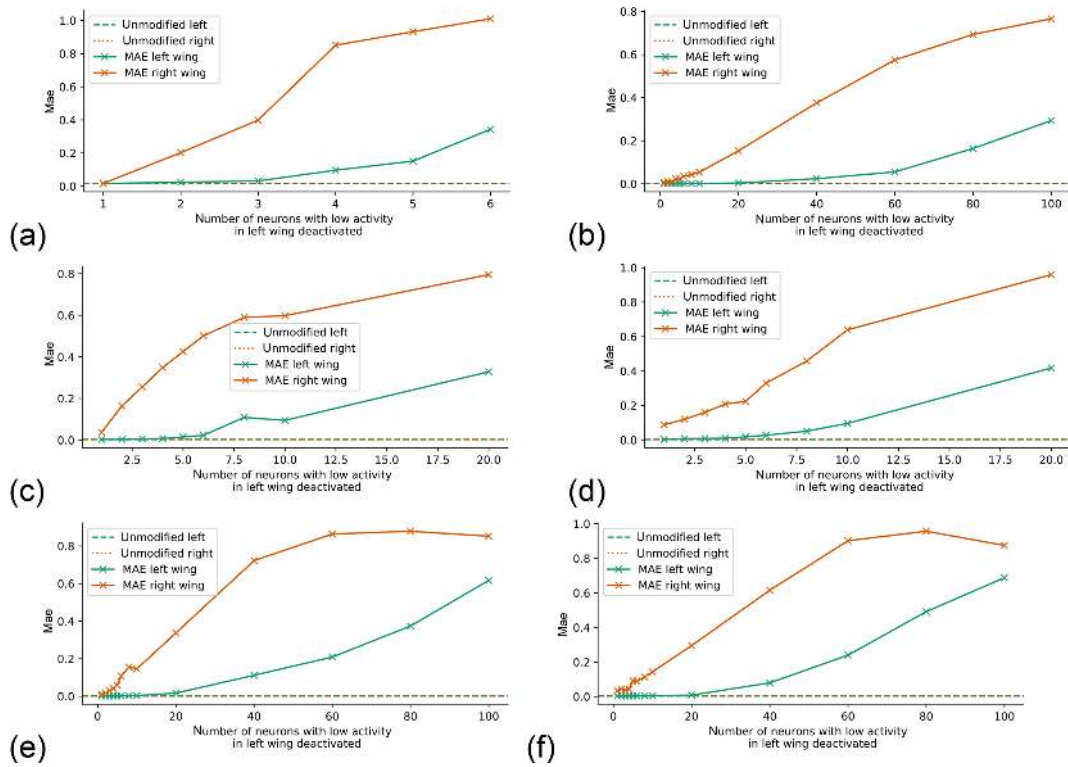 1.0
0.8
0.6
0.4
0.2
0.0
Mae
Unmodified left
Unmodified right
MAE left wing
MAE right wing
1 2 3 4 5 6
Number of neurons with low activity
in left wing deactivated
(a)
0.8
0.6
0.4
0.2
0.0
Mae
Unmodified left
Unmodified right
MAE left wing
MAE right wing
0 20 40 60 80 100
Number of neurons with low activity
in left wing deactivated
(b)
0.8
0.6
0.4
0.2
0.0
Mae
Unmodified left
Unmodified right
MAE left wing
MAE right wing
2.5 5.0 7.5 10.0 12.5 15.0 17.5 20.0
Number of neurons with low activity
in left wing deactivated
(c)
1.0
0.8
0.6
0.4
0.2
0.0
Mae
Unmodified left
Unmodified right
MAE left wing
MAE right wing
2.5 5.0 7.5 10.0 12.5 15.0 17.5 20.0
Number of neurons with low activity
in left wing deactivated
(d)
0.8
0.6
0.4
0.2
0.0
Mae
Unmodified left
Unmodified right
MAE left wing
MAE right wing
0 20 40 60 80 100
Number of neurons with low activity
in left wing deactivated
(e)
1.0
0.8
0.6
0.4
0.2
0.0
Mae
Unmodified left
Unmodified right
MAE left wing
MAE right wing
0 20 40 60 80 100
Number of neurons with low activity
in left wing deactivated
(f)